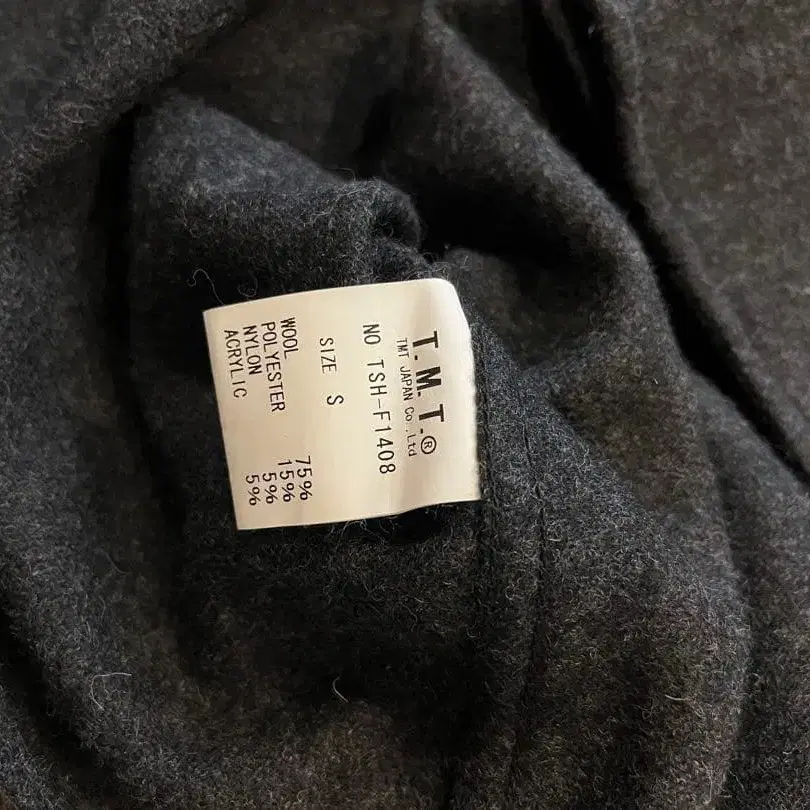 T.M.T.®
TMT JAPAN Co.,Ltd
NO TSH-F1408
SIZE S
WOOL 75%
POLYESTER 15%
NYLON 5%
ACRYLIC 5%